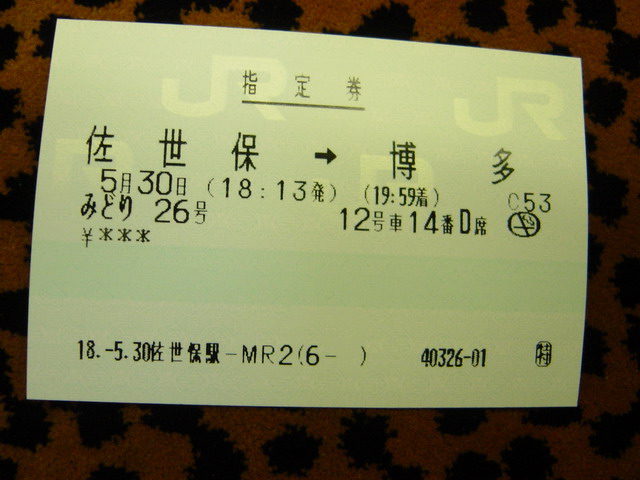 指定券
佐世保 → 博多
5月30日 (18:13発) (19:59着) C53
みどり 26号 12号車14番D席
¥***
18.-5.30佐世保駅-MR2(6- ) 40326-01 特
JR JR